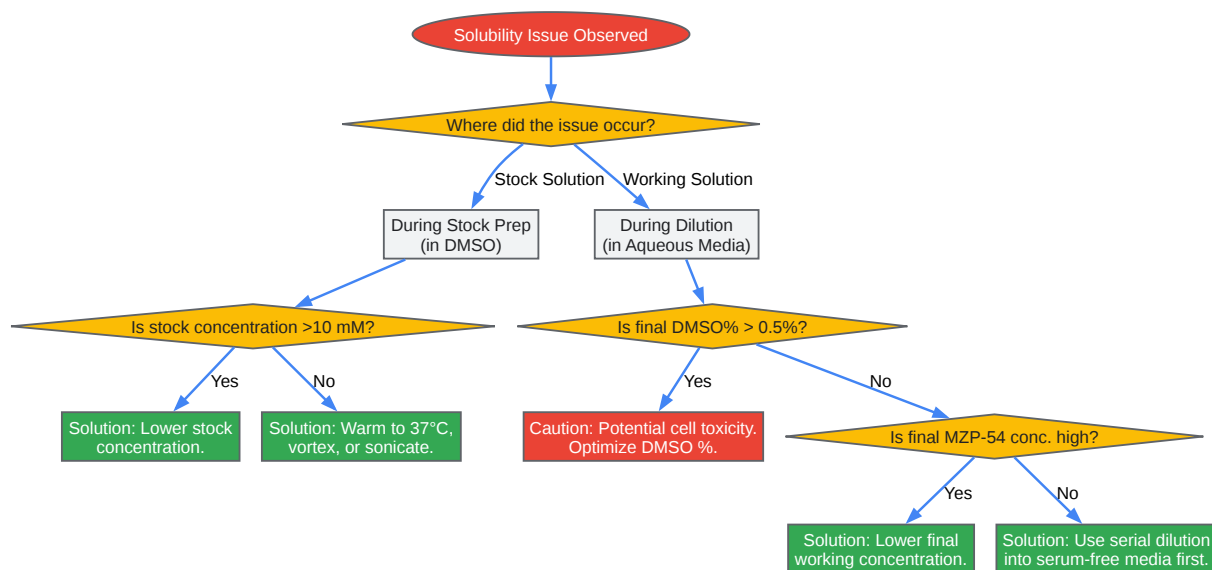 Solubility Issue Observed
Where did the issue occur?
Stock Solution
Working Solution
During Stock Prep
(in DMSO)
During Dilution
(in Aqueous Media)
Is stock concentration >10 mM?
Is final DMSO% > 0.5%?
Yes
No
Yes
No
Solution: Lower stock
concentration.
Solution: Warm to 37°C,
vortex, or sonicate.
Caution: Potential cell toxicity.
Optimize DMSO %.
Is final MZP-54 conc. high?
Yes
No
Solution: Lower final
working concentration.
Solution: Use serial dilution
into serum-free media first.